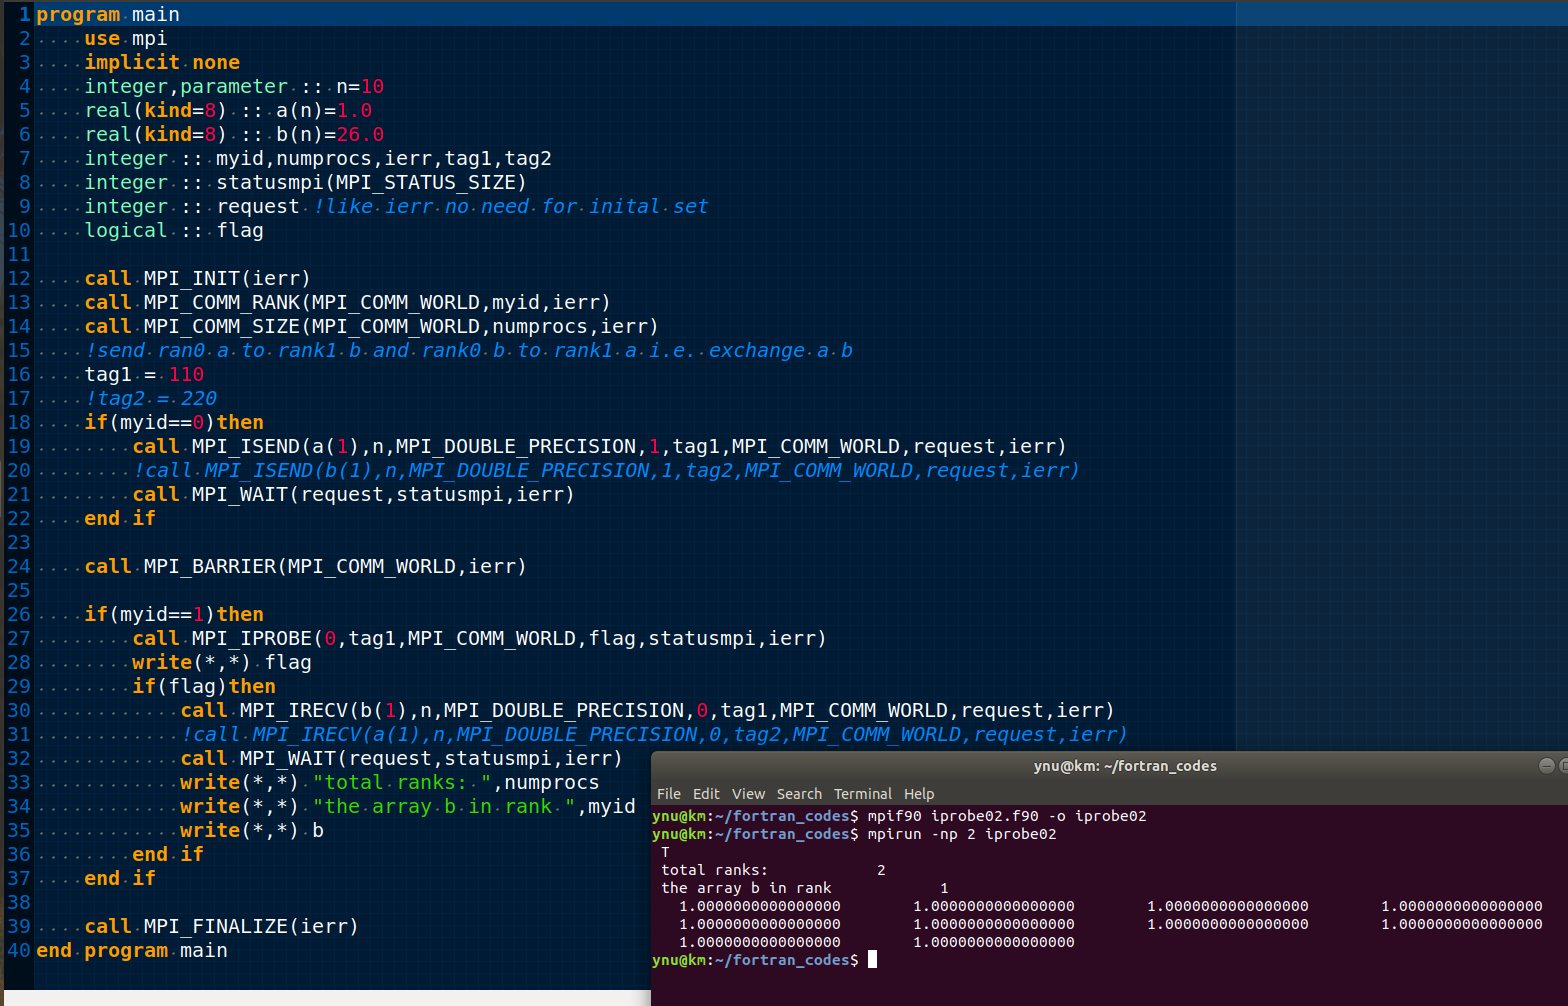 1 program main
2 use mpi
3 implicit none
4 integer,parameter :: n=10
5 real(kind=8) :: a(n)=1.0
6 real(kind=8) :: b(n)=26.0
7 integer :: myid,numprocs,ierr,tag1,tag2
8 integer :: statusmpi(MPI_STATUS_SIZE)
9 integer :: request !like ierr no need for inital set
10 logical :: flag
11
12 call MPI_INIT(ierr)
13 call MPI_COMM_RANK(MPI_COMM_WORLD,myid,ierr)
14 call MPI_COMM_SIZE(MPI_COMM_WORLD,numprocs,ierr)
15 !send ran0 a to rank1 b and rank0 b to rank1 a i.e. exchange a b
16 tag1 = 110
17 !tag2 = 220
18 if(myid==0)then
19 call MPI_ISEND(a(1),n,MPI_DOUBLE_PRECISION,1,tag1,MPI_COMM_WORLD,request,ierr)
20 !call MPI_ISEND(b(1),n,MPI_DOUBLE_PRECISION,1,tag2,MPI_COMM_WORLD,request,ierr)
21 call MPI_WAIT(request,statusmpi,ierr)
22 end if
23
24 call MPI_BARRIER(MPI_COMM_WORLD,ierr)
25
26 if(myid==1)then
27 call MPI_IPROBE(0,tag1,MPI_COMM_WORLD,flag,statusmpi,ierr)
28 write(*,*) flag
29 if(flag)then
30 call MPI_IRECV(b(1),n,MPI_DOUBLE_PRECISION,0,tag1,MPI_COMM_WORLD,request,ierr)
31 !call MPI_IRECV(a(1),n,MPI_DOUBLE_PRECISION,0,tag2,MPI_COMM_WORLD,request,ierr)
32 call MPI_WAIT(request,statusmpi,ierr)
33 write(*,*) "total ranks: ",numprocs
34 write(*,*) "the array b in rank ",myid
35 write(*,*) b
36 end if
37 end if
38
39 call MPI_FINALIZE(ierr)
40 end program main
ynu@km: ~/fortran_codes
File Edit View Search Terminal Help
ynu@km:~/fortran_codes$ mpif90 iprobe02.f90 -o iprobe02
ynu@km:~/fortran_codes$ mpirun -np 2 iprobe02
T
total ranks: 2
the array b in rank 1
1.0000000000000000 1.0000000000000000 1.0000000000000000 1.0000000000000000
1.0000000000000000 1.0000000000000000 1.0000000000000000 1.0000000000000000
1.0000000000000000 1.0000000000000000
ynu@km:~/fortran_codes$